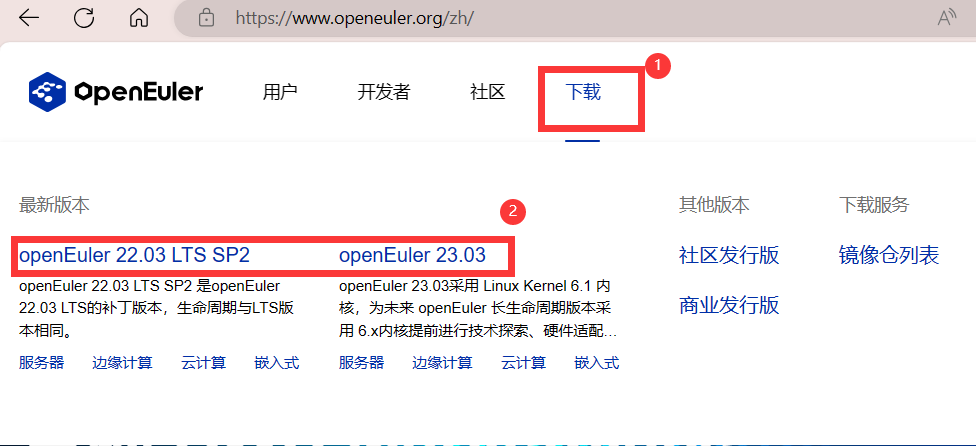 https://www.openeuler.org/zh/
openEuler 用户 开发者 社区 下载 1
最新版本 2 其他版本 下载服务
openEuler 22.03 LTS SP2 openEuler 23.03 社区发行版 镜像仓列表
openEuler 22.03 LTS SP2 是openEuler openEuler 23.03采用 Linux Kernel 6.1 内
22.03 LTS的补丁版本，生命周期与LTS版 核，为未来 openEuler 长生命周期版本采 商业发行版
本相同。 用 6.x内核提前进行技术探索、硬件适配…
服务器 边缘计算 云计算 嵌入式 服务器 边缘计算 云计算 嵌入式